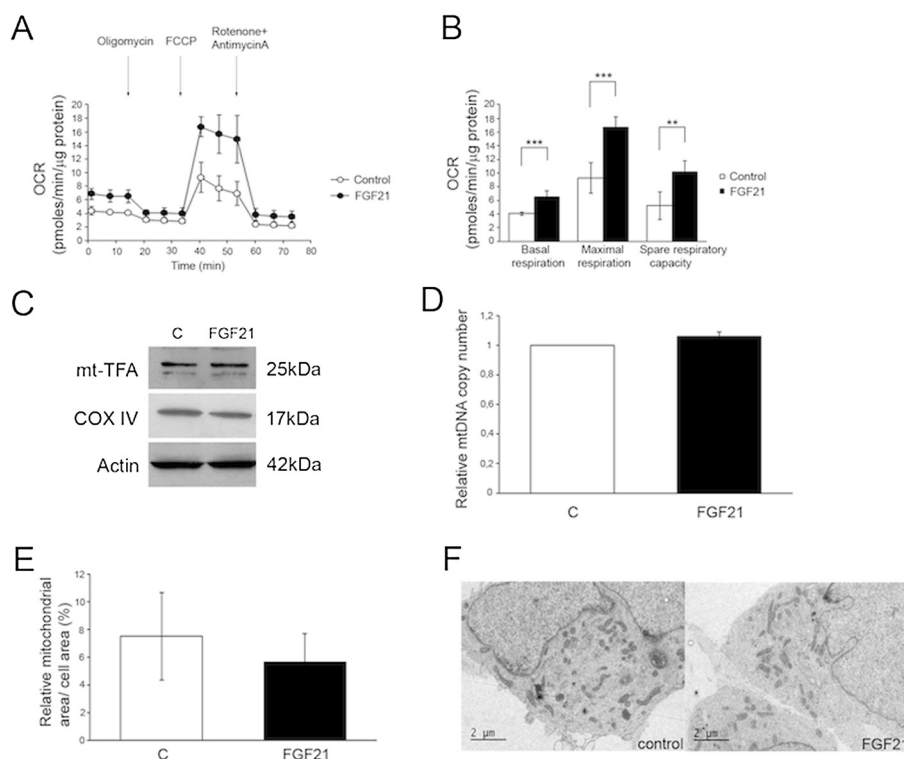 A
Oligomycin
FCCP
Rotenone+
AntimycinA
OCR
(pmoles/min/µg protein)
20
18
16
14
12
10
8
6
4
2
0
0
10
20
30
40
50
60
70
80
Time (min)
Control
FGF21
B
OCR
(pmoles/min/µg protein)
20
18
16
14
12
10
8
6
4
2
0
***
***
**
Basal
respiration
Maximal
respiration
Spare respiratory
capacity
Control
FGF21
C
C
FGF21
mt-TFA
25kDa
COX IV
17kDa
Actin
42kDa
D
Relative mtDNA copy number
1,2
1
0,8
0,6
0,4
0,2
0
C
FGF21
E
Relative mitochondrial
area/ cell area (%)
12
10
8
6
4
2
0
C
FGF21
F
2 µm
control
2 µm
FGF21